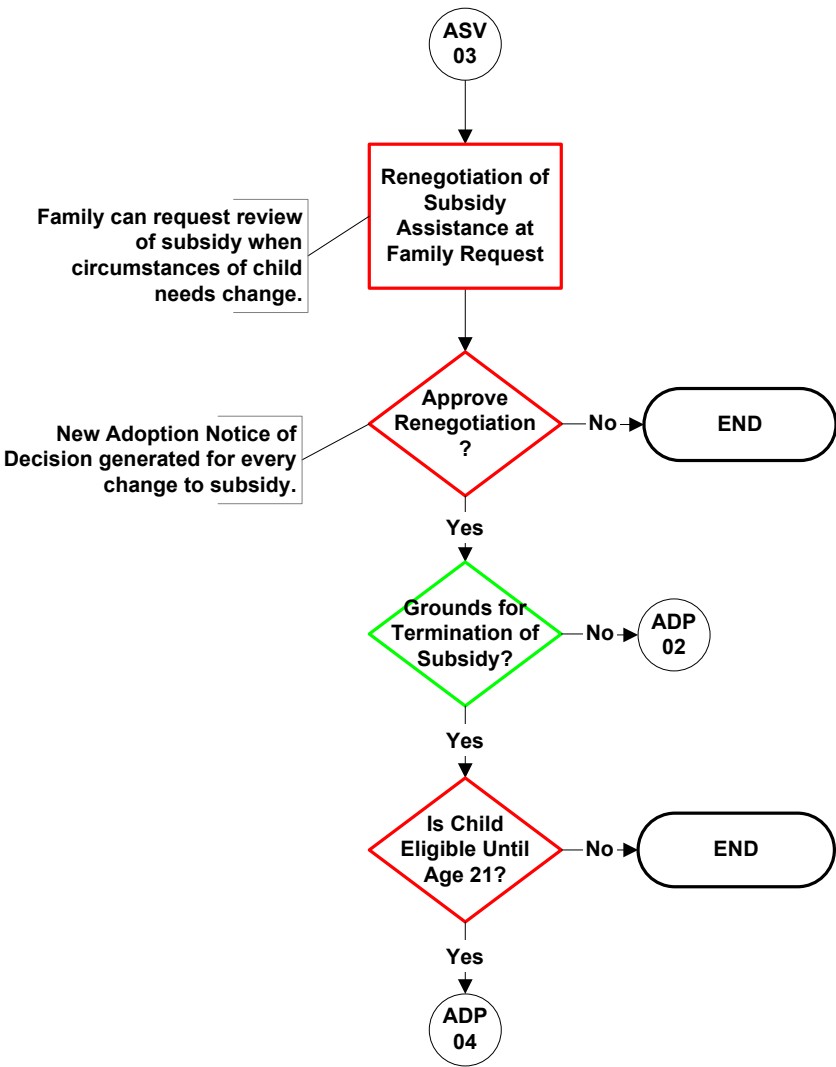 ASV
03
Renegotiation of
Subsidy
Assistance at
Family Request
Family can request review
of subsidy when
circumstances of child
needs change.
Approve
Renegotiation
?
No
END
New Adoption Notice of
Decision generated for every
change to subsidy.
Yes
Grounds for
Termination of
Subsidy?
No
ADP
02
Yes
Is Child
Eligible Until
Age 21?
No
END
Yes
ADP
04